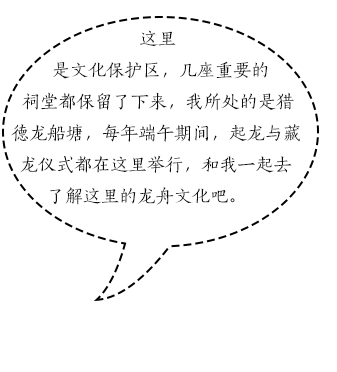 这里
是文化保护区，几座重要的
祠堂都保留了下来，我所处的是猎
德龙船塘，每年端午期间，起龙与藏
龙仪式都在这里举行，和我一起去
了解这里的龙舟文化吧。